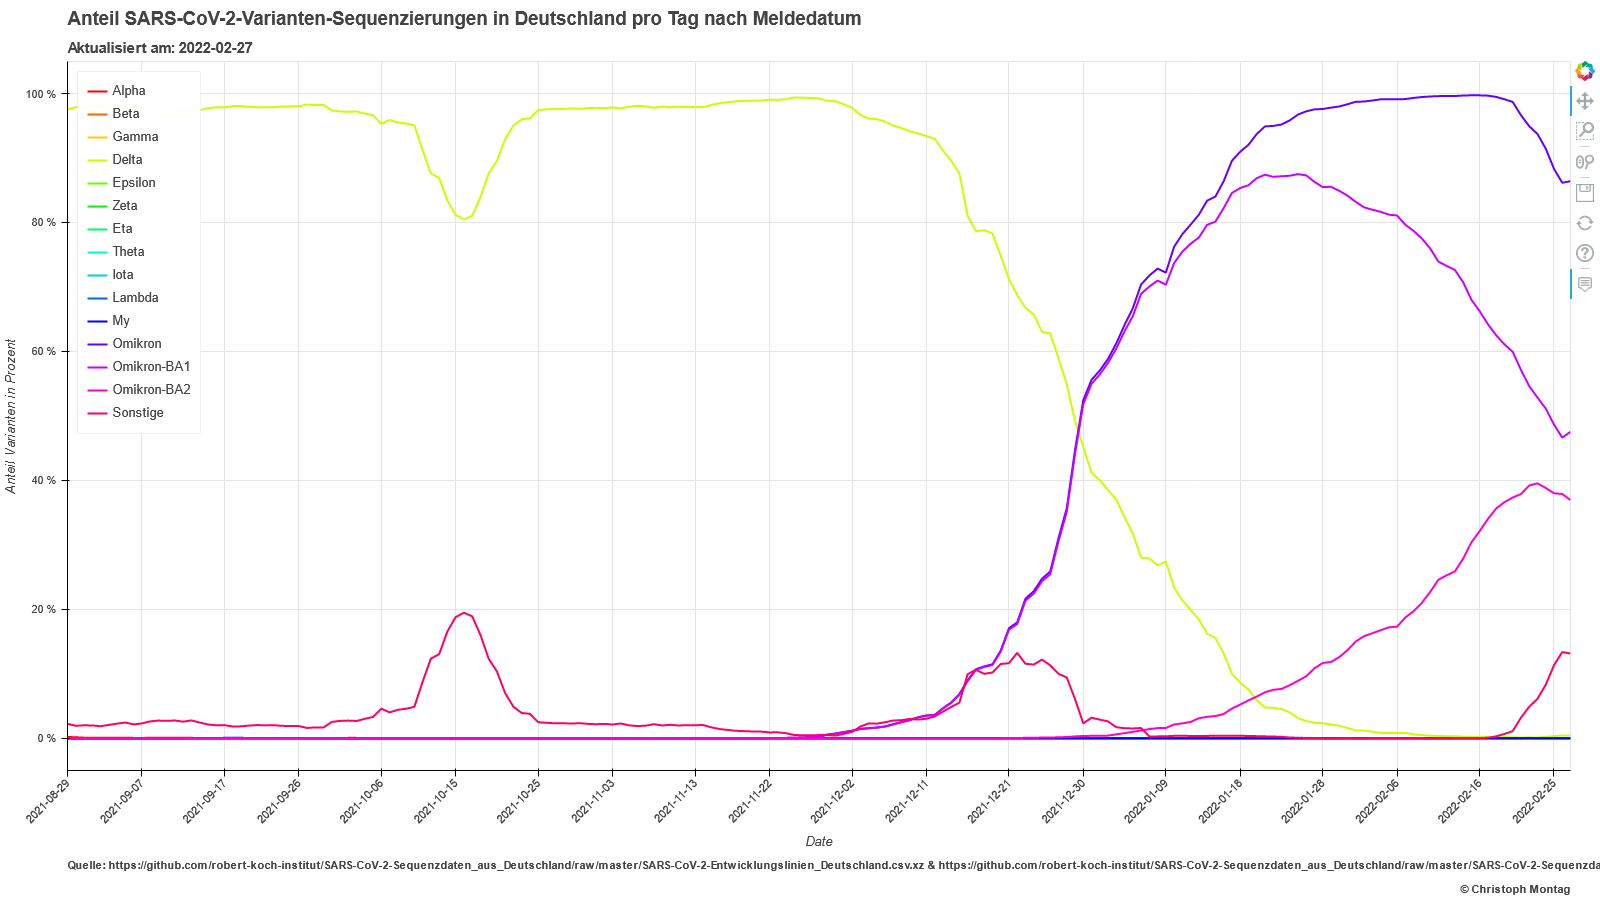 Anteil SARS-CoV-2-Varianten-Sequenzierungen in Deutschland pro Tag nach Meldedatum
Aktualisiert am: 2022-02-27
Alpha
Beta
Gamma
Delta
Epsilon
Zeta
Eta
Theta
Iota
Lambda
My
Omikron
Omikron-BA1
Omikron-BA2
Sonstige
100 %
80 %
60 %
40 %
20 %
0 %
Anteil Varianten in Prozent
2021-08-29
2021-09-07
2021-09-17
2021-09-26
2021-10-06
2021-10-15
2021-10-25
2021-11-03
2021-11-13
2021-11-22
2021-12-02
2021-12-11
2021-12-21
2021-12-30
2022-01-09
2022-01-18
2022-01-28
2022-02-06
2022-02-16
2022-02-25
Date
Quelle: https://github.com/robert-koch-institut/SARS-CoV-2-Sequenzdaten_aus_Deutschland/raw/master/SARS-CoV-2-Entwicklungslinien_Deutschland.csv.xz & https://github.com/robert-koch-institut/SARS-CoV-2-Sequenzdaten_aus_Deutschland/raw/master/SARS-CoV-2-Sequenzda
© Christoph Montag